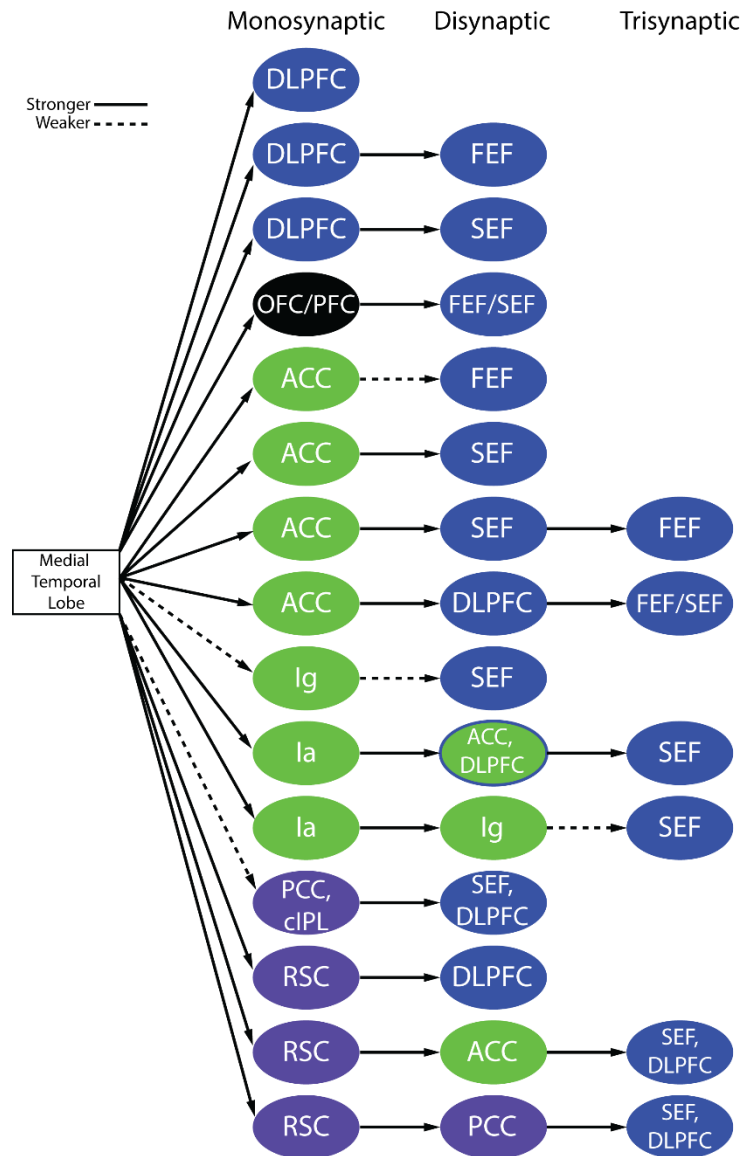 Monosynaptic Disynaptic Trisynaptic
DLPFC
Stronger
Weaker
DLPFC FEF
DLPFC SEF
OFC/PFC FEF/SEF
ACC FEF
ACC SEF
ACC SEF FEF
Medial
Temporal
Lobe
ACC DLPFC FEF/SEF
Ig SEF
Ia ACC, SEF
DLPFC
Ia Ig SEF
PCC, SEF,
cIPL DLPFC
RSC DLPFC
RSC ACC SEF,
DLPFC
RSC PCC SEF,
DLPFC